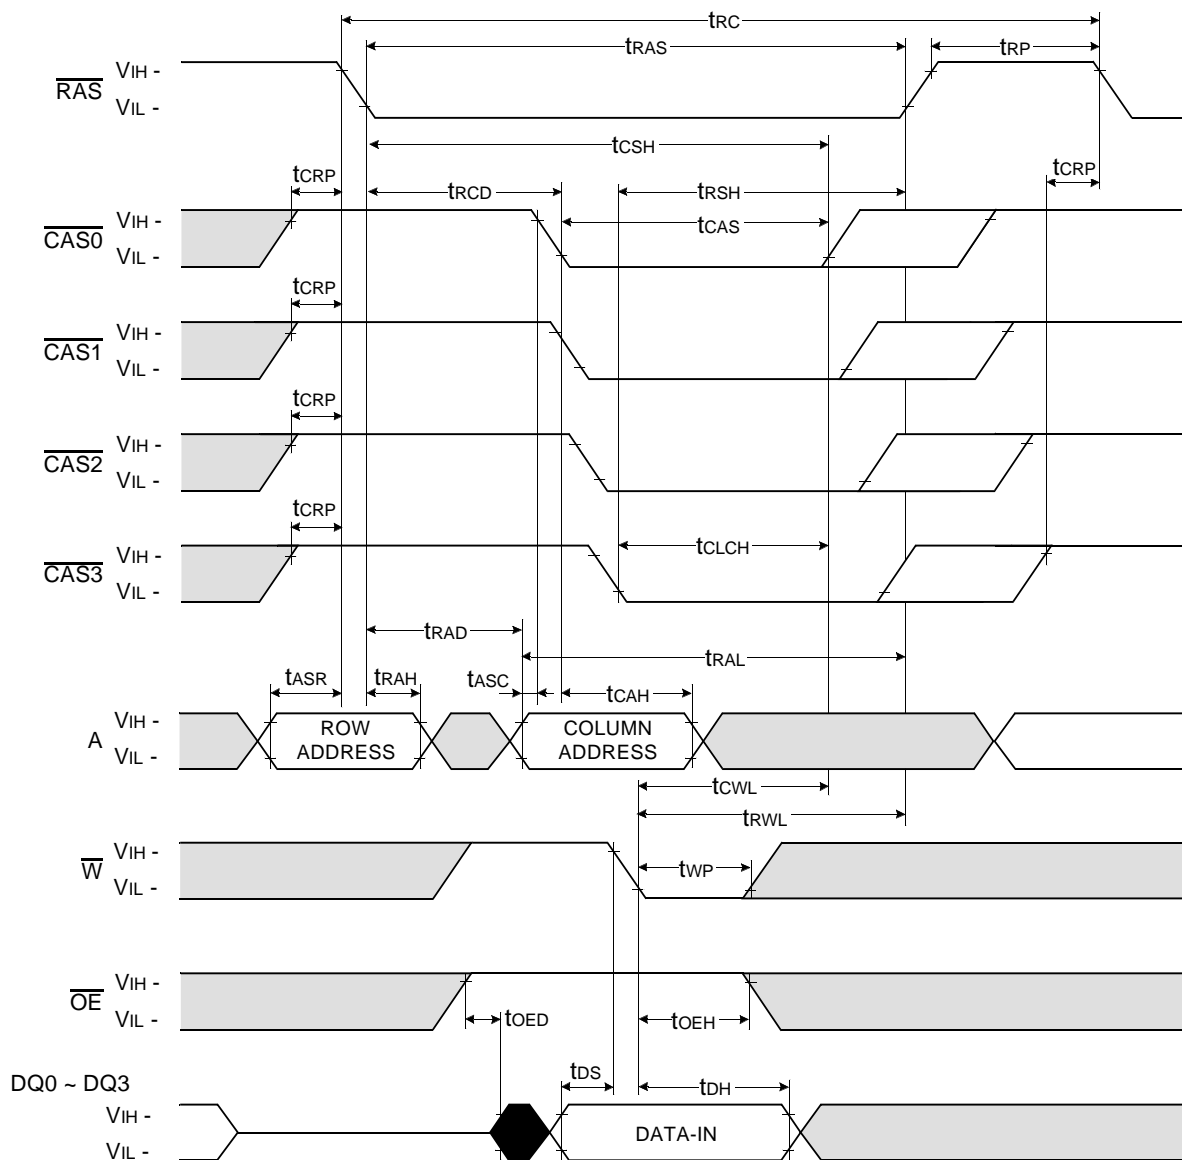 tRC
tRAS
tRP
RAS
VIH -
VIL -
tCSH
tCRP
tRCD
tRSH
tCRP
CAS0
VIH -
VIL -
tCAS
tCRP
CAS1
VIH -
VIL -
tCRP
CAS2
VIH -
VIL -
tCRP
tCLCH
CAS3
VIH -
VIL -
tRAD
tRAL
tASR
tRAH
tASC
tCAH
A
VIH -
VIL -
ROW
ADDRESS
COLUMN
ADDRESS
tCWL
tRWL
W
VIH -
VIL -
tWP
OE
VIH -
VIL -
tOED
tOEH
DQ0 ~ DQ3
tDS
tDH
VIH -
VIL -
DATA-IN